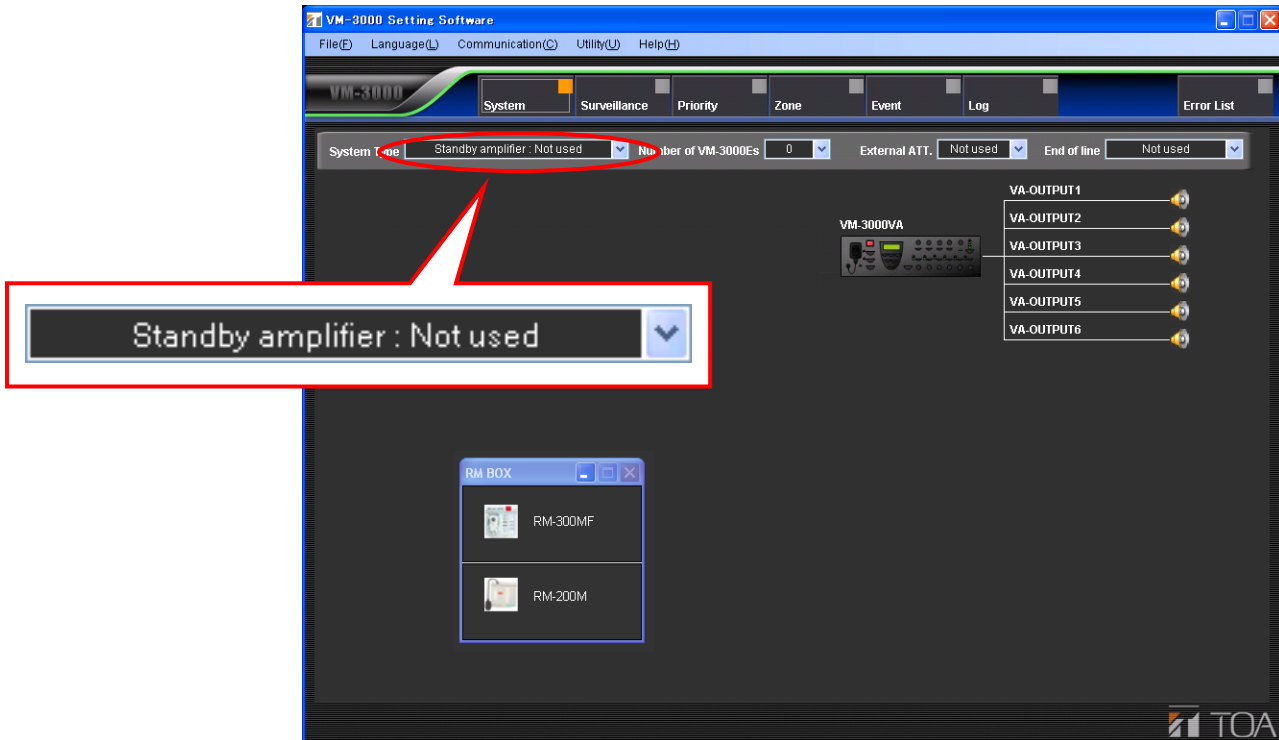 VM-3000 Setting Software
File(F) Language(L) Communication(C) Utility(U) Help(H)
VM-3000 System Surveillance Priority Zone Event Log Error List
System Type Standby amplifier : Not used Number of VM-3000Es 0 External ATT. Not used End of line Not used
VA-OUTPUT1
VM-3000VA VA-OUTPUT2
VA-OUTPUT3
VA-OUTPUT4
VA-OUTPUT5
VA-OUTPUT6
Standby amplifier : Not used
RM BOX
RM-300MF
RM-200M
TOA